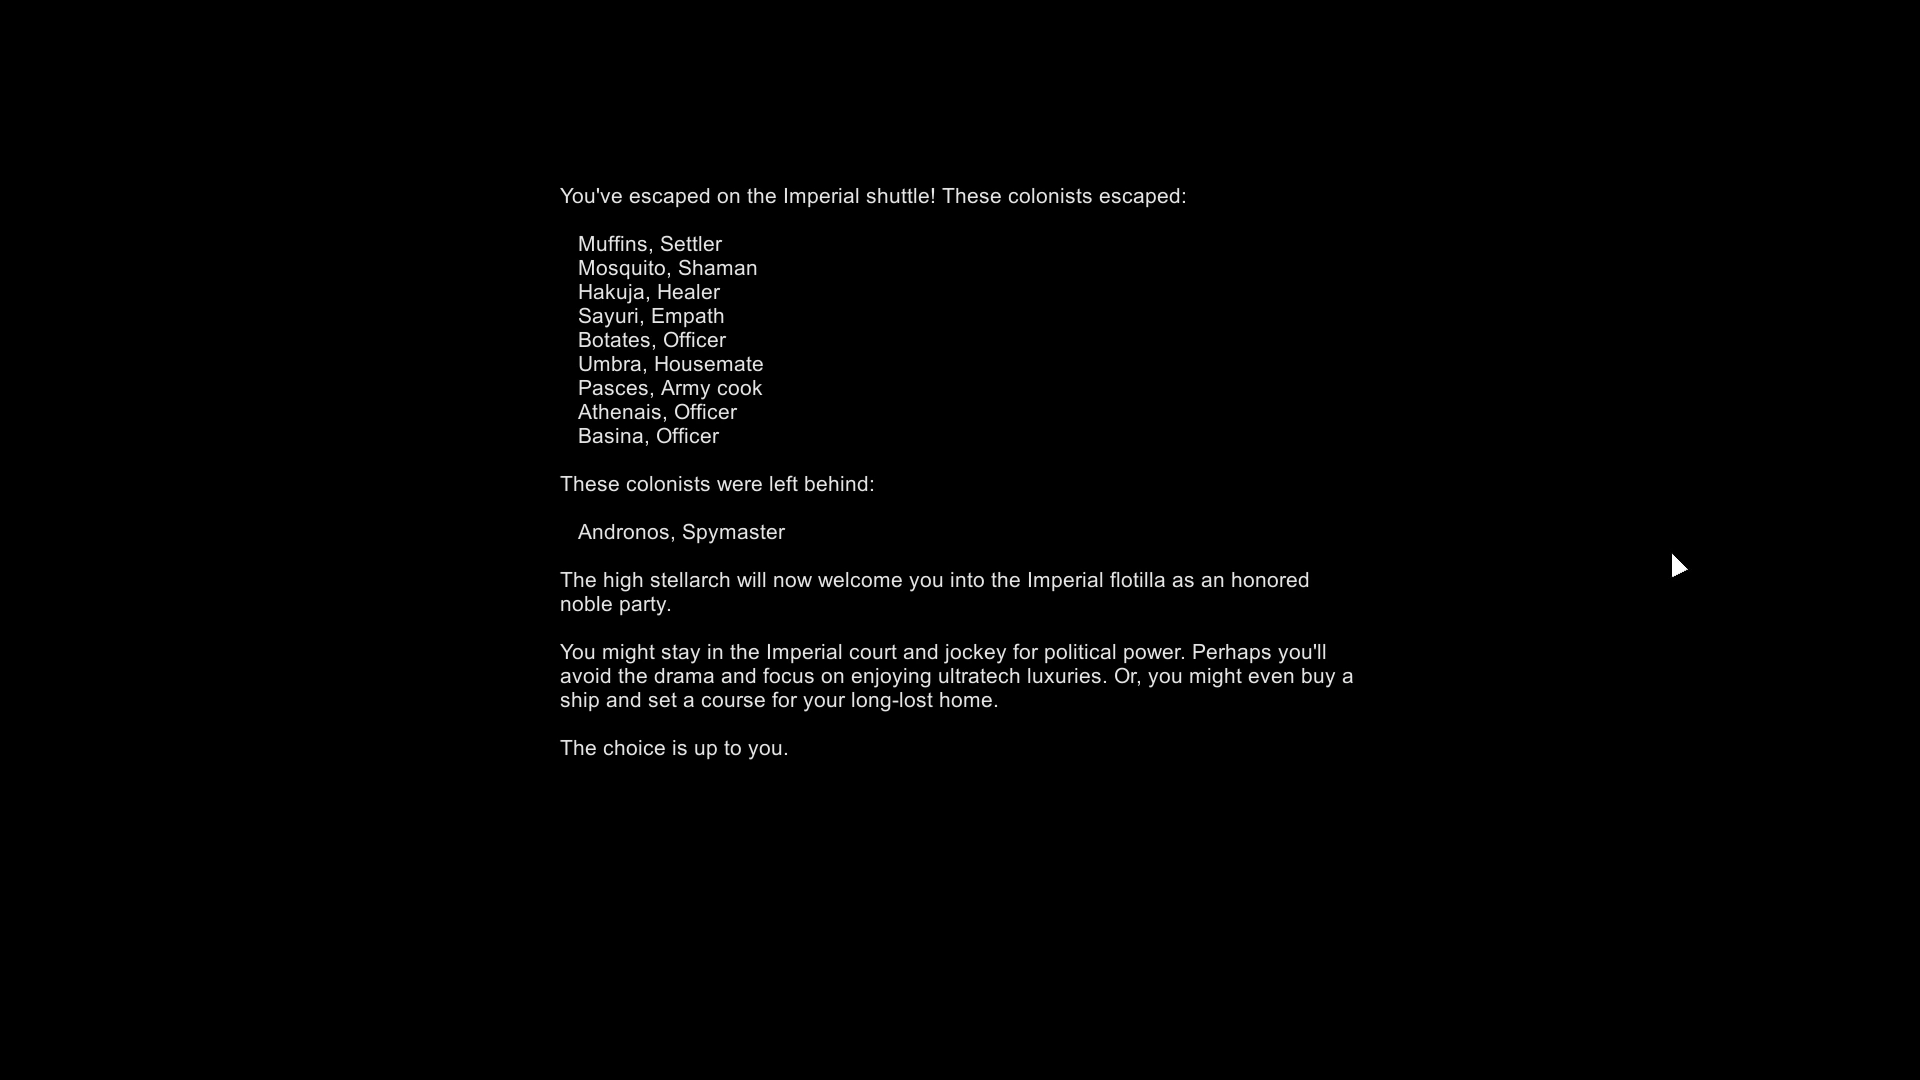 You've escaped on the Imperial shuttle! These colonists escaped:
Muffins, Settler
Mosquito, Shaman
Hakuja, Healer
Sayuri, Empath
Botates, Officer
Umbra, Housemate
Pasces, Army cook
Athenais, Officer
Basina, Officer
These colonists were left behind:
Andronos, Spymaster
The high stellarch will now welcome you into the Imperial flotilla as an honored
noble party.
You might stay in the Imperial court and jockey for political power. Perhaps you'll
avoid the drama and focus on enjoying ultratech luxuries. Or, you might even buy a
ship and set a course for your long-lost home.
The choice is up to you.